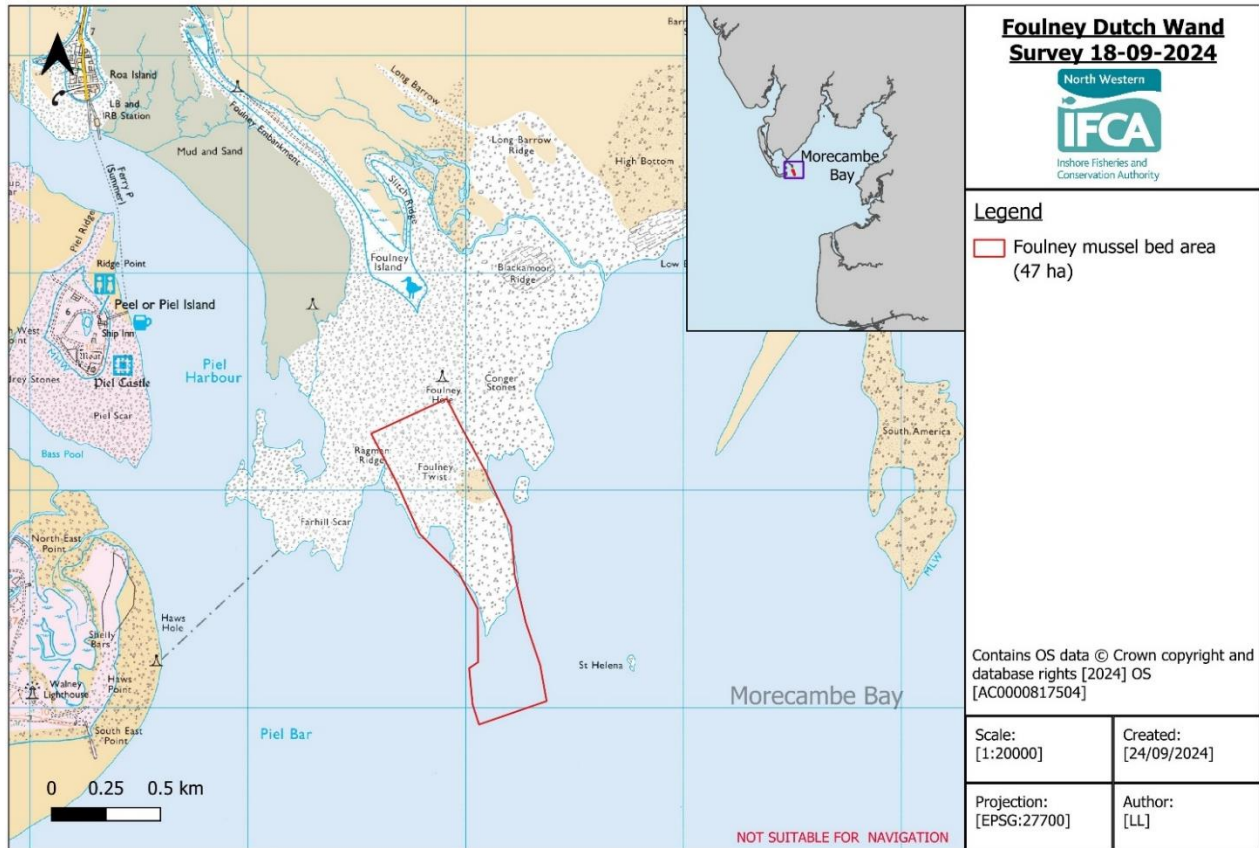 Foulney Dutch Wand
Survey 18-09-2024
North Western
IFCA
Inshore Fisheries and
Conservation Authority
Legend
Foulney mussel bed area
(47 ha)
Contains OS data © Crown copyright and
database rights [2024] OS
[AC0000817504]
Scale:
[1:20000]
Created:
[24/09/2024]
Projection:
[EPSG:27700]
Author:
[LL]
Morecambe
Bay
7
Roa Island
LB and
IRB Station
Mud and Sand
Ferry P
(Summer)
Foulney Embankment
Long Barrow
Long Barrow
Ridge
High Bottom
Slitch Ridge
Foulney
Island
Blackamoor
Ridge
Piel Ridge
Ridge Point
Peel or Piel Island
6
Ship Inn
Moat
MHW
Piel Castle
Piel Scar
Bass Pool
Piel
Harbour
Foulney
Hole
Conger
Stones
Ragman
Ridge
Foulney
Twist
Farhill Scar
South America
MLW
North East
Point
Haws
Hole
Shelly
Bars
Haws
Point
Walney
Lighthouse
South East
Point
St Helena
Morecambe Bay
Piel Bar
0 0.25 0.5 km
NOT SUITABLE FOR NAVIGATION